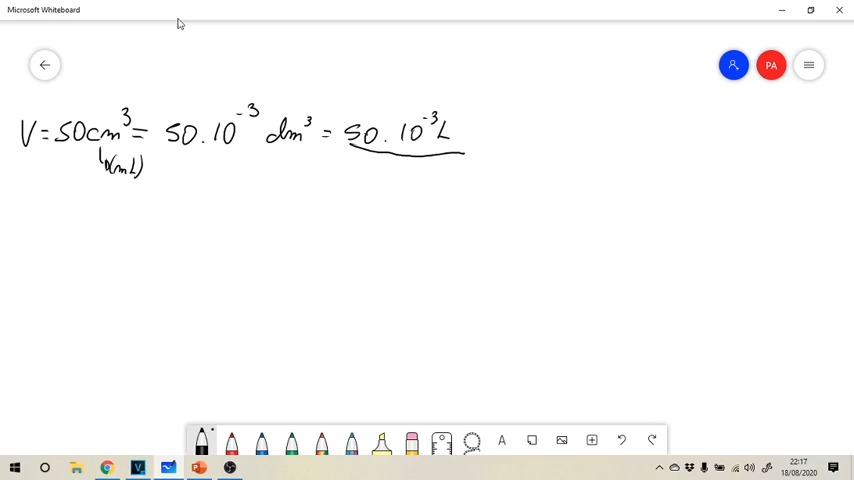 Microsoft Whiteboard
PA
V = 50cm³ = 50.10⁻³ dm³ = 50.10⁻³L
(mL)
A
22:17
18/08/2020